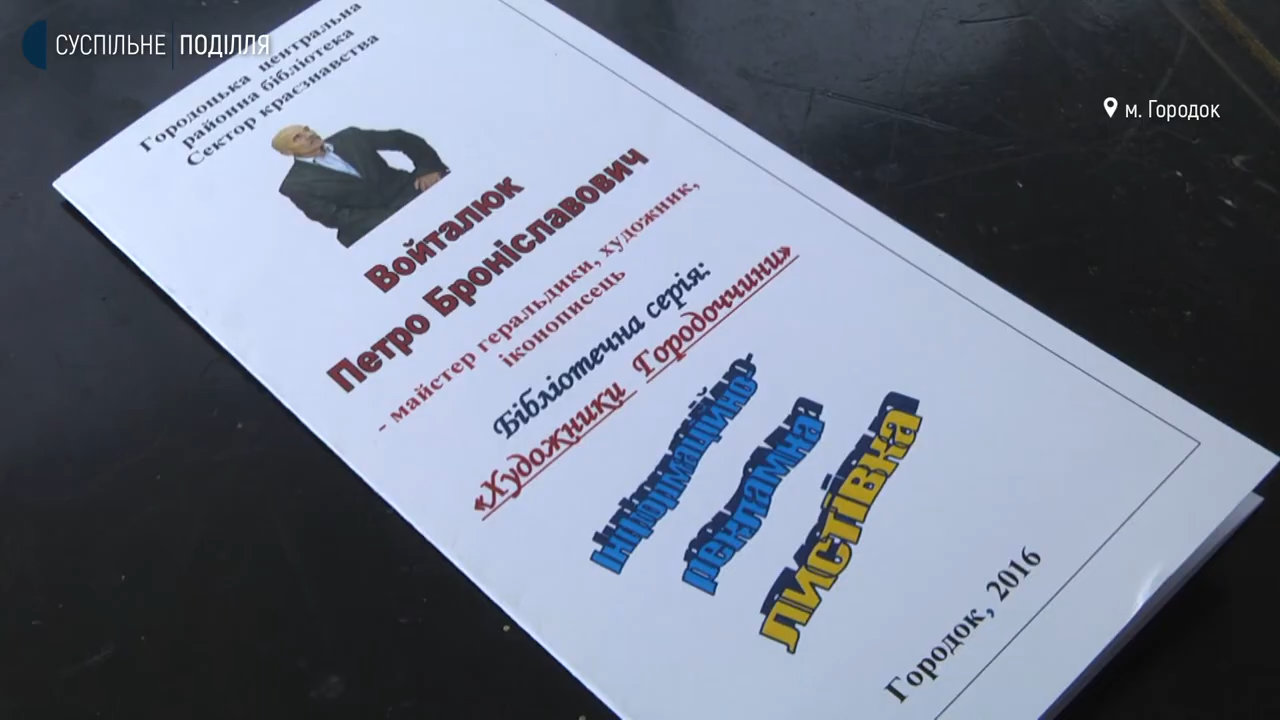 СУСПІЛЬНЕ | ПОДІЛЛЯ
м. Городок
Городоцька центральна
районна бібліотека
Сектор краєзнавства
Войталюк
Петро Броніславович
- майстер геральдики, художник,
іконописець
Бібліотечна серія:
«Художники Городоччини»
Інформаційно-
рекламна
листівка
Городок, 2016